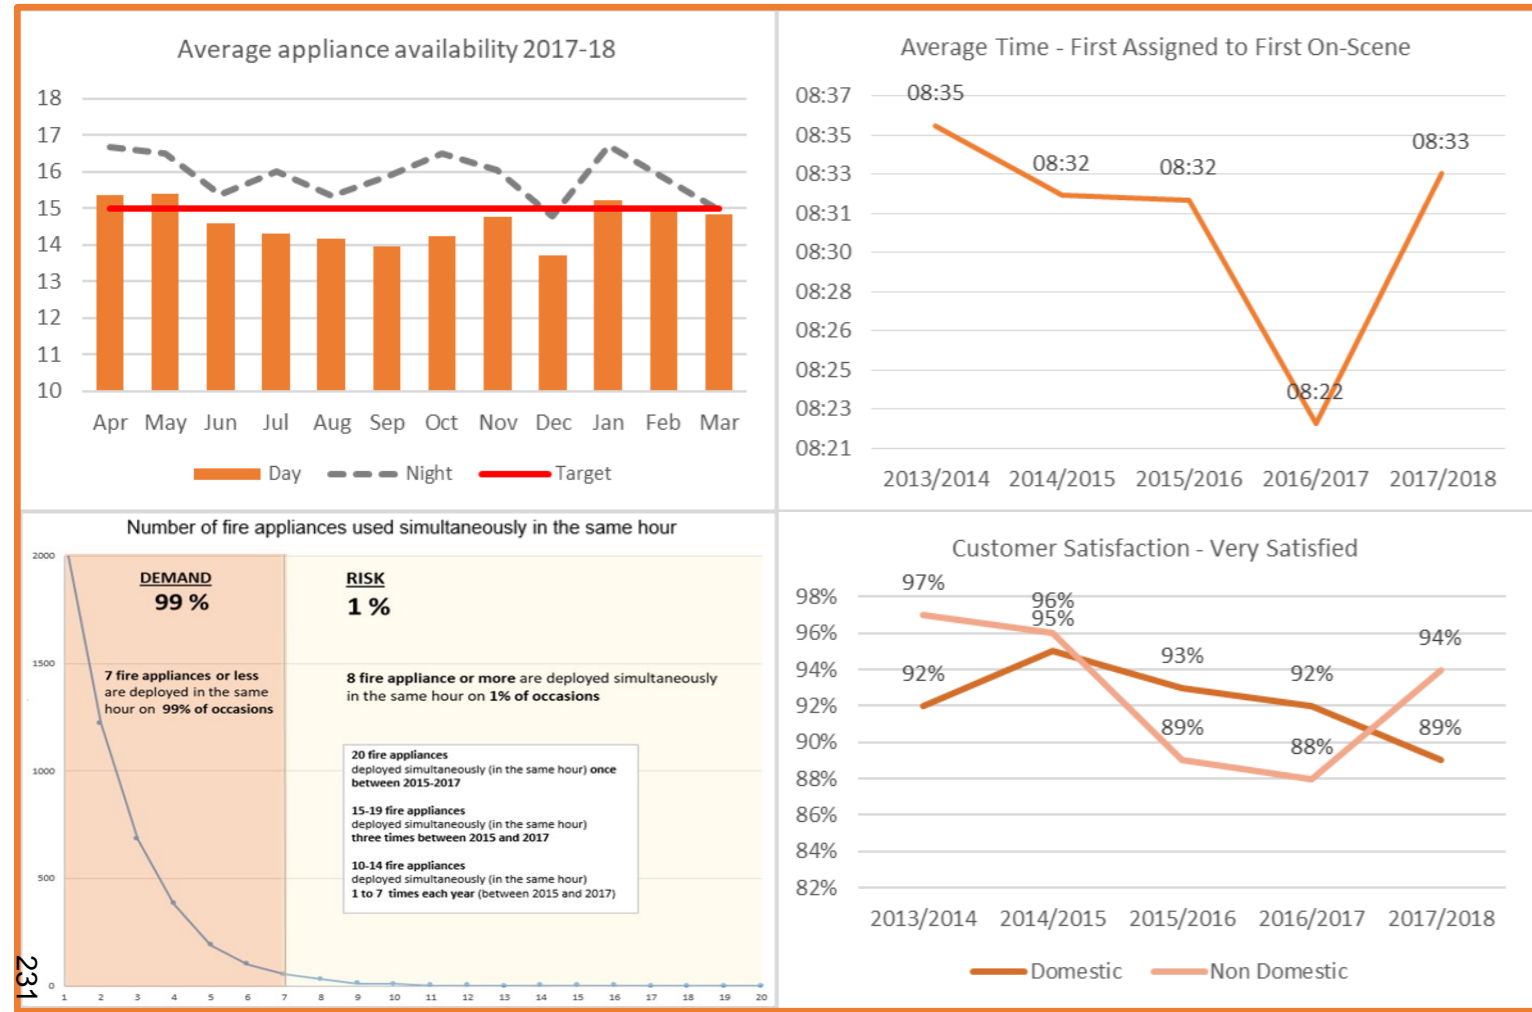 Average appliance availability 2017-18
18
17
16
15
14
13
12
11
10
Apr May Jun Jul Aug Sep Oct Nov Dec Jan Feb Mar
Day Night Target
Average Time - First Assigned to First On-Scene
08:37
08:35
08:33
08:31
08:30
08:28
08:26
08:25
08:23
08:21
08:35
08:32
08:32
08:22
08:33
2013/2014 2014/2015 2015/2016 2016/2017 2017/2018
Number of fire appliances used simultaneously in the same hour
2000
1500
1000
500
0
DEMAND
99 %
7 fire appliances or less
are deployed in the same
hour on 99% of occasions
RISK
1 %
8 fire appliance or more are deployed simultaneously
in the same hour on 1% of occasions
20 fire appliances
deployed simultaneously (in the same hour) once
between 2015-2017
15-19 fire appliances
deployed simultaneously (in the same hour)
three times between 2015 and 2017
10-14 fire appliances
deployed simultaneously (in the same hour)
1 to 7 times each year (between 2015 and 2017)
1 2 3 4 5 6 7 8 9 10 11 12 13 14 15 16 17 18 19 20
231
Customer Satisfaction - Very Satisfied
98%
96%
94%
92%
90%
88%
86%
84%
82%
97%
96%
89%
88%
94%
92%
95%
93%
92%
89%
2013/2014 2014/2015 2015/2016 2016/2017 2017/2018
Domestic Non Domestic